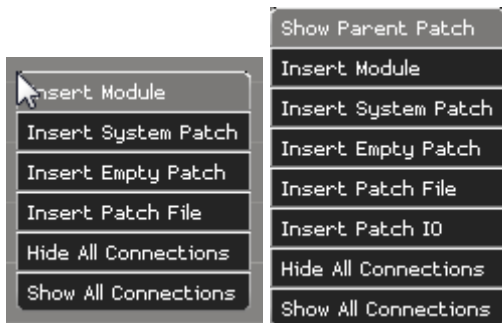 Insert Module
Insert System Patch
Insert Empty Patch
Insert Patch File
Hide All Connections
Show All Connections
Show Parent Patch
Insert Module
Insert System Patch
Insert Empty Patch
Insert Patch File
Insert Patch IO
Hide All Connections
Show All Connections